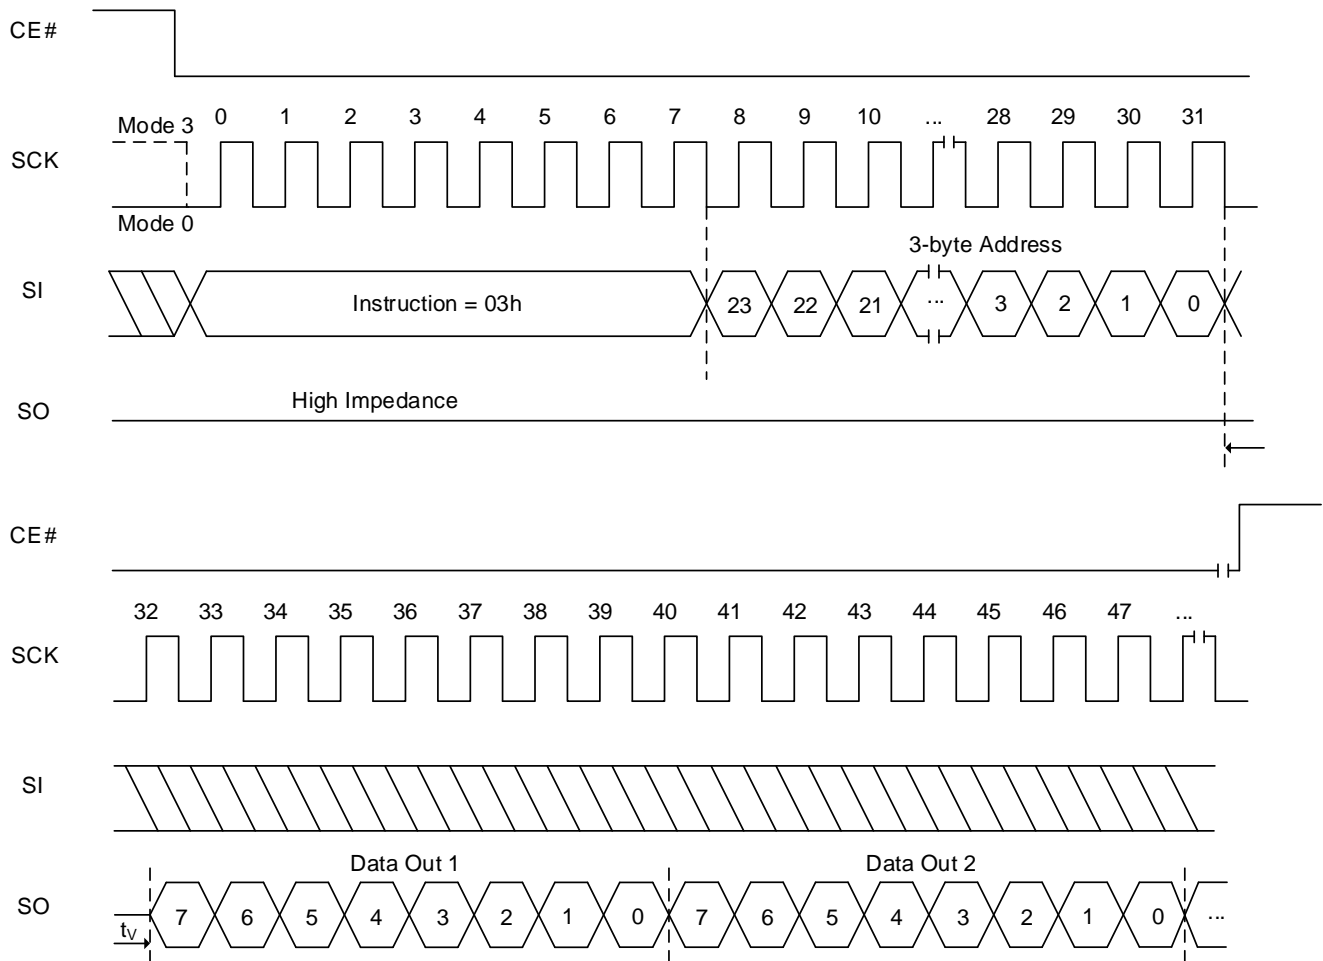 CE#
0 1 2 3 4 5 6 7 8 9 10 ... 28 29 30 31
Mode 3
SCK
Mode 0
3-byte Address
SI
Instruction = 03h 23 22 21 ... 3 2 1 0
High Impedance
SO
CE#
32 33 34 35 36 37 38 39 40 41 42 43 44 45 46 47 ...
SCK
SI
Data Out 1 Data Out 2
SO
7 6 5 4 3 2 1 0 7 6 5 4 3 2 1 0 ...
tV